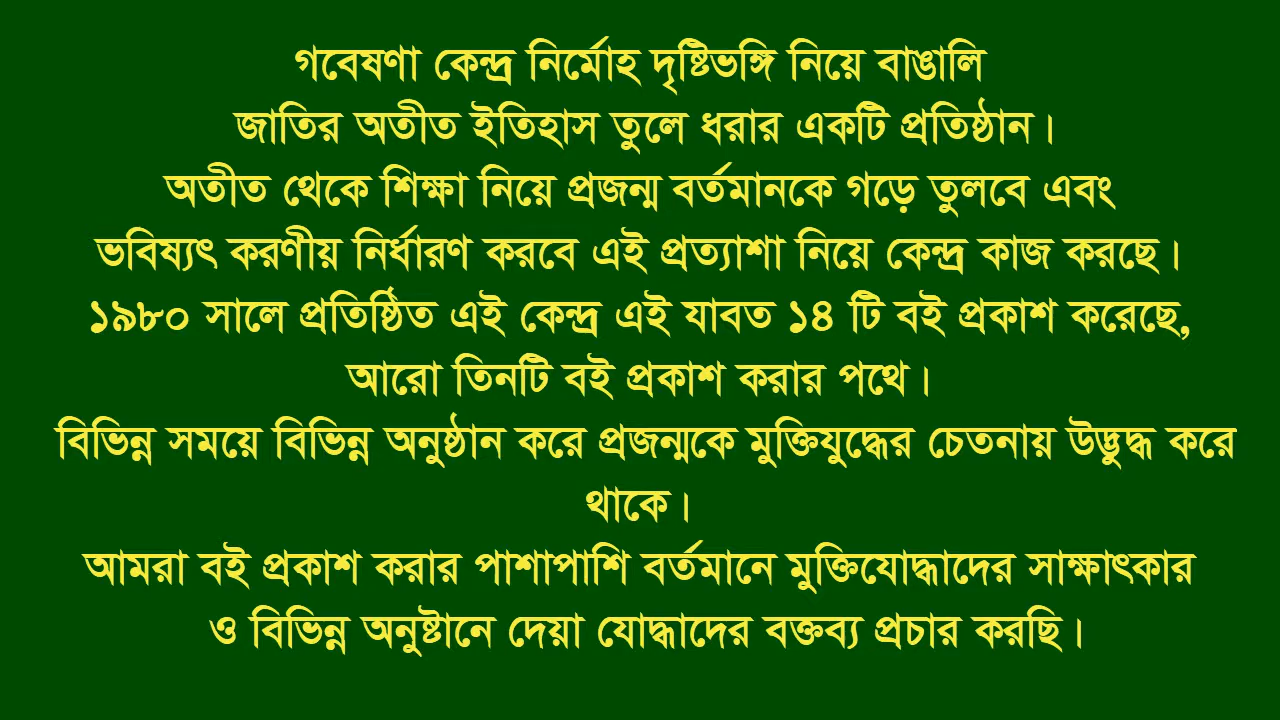 গবেষণা কেন্দ্র নির্মোহ দৃষ্টিভঙ্গি নিয়ে বাঙালি
জাতির অতীত ইতিহাস তুলে ধরার একটি প্রতিষ্ঠান।
অতীত থেকে শিক্ষা নিয়ে প্রজন্ম বর্তমানকে গড়ে তুলবে এবং
ভবিষ্যৎ করণীয় নির্ধারণ করবে এই প্রত্যাশা নিয়ে কেন্দ্র কাজ করছে।
১৯৮০ সালে প্রতিষ্ঠিত এই কেন্দ্র এই যাবত ১৪ টি বই প্রকাশ করেছে,
আরো তিনটি বই প্রকাশ করার পথে।
বিভিন্ন সময়ে বিভিন্ন অনুষ্ঠান করে প্রজন্মকে মুক্তিযুদ্ধের চেতনায় উদ্ভুদ্ধ করে
থাকে।
আমরা বই প্রকাশ করার পাশাপাশি বর্তমানে মুক্তিযোদ্ধাদের সাক্ষাৎকার
ও বিভিন্ন অনুষ্টানে দেয়া যোদ্ধাদের বক্তব্য প্রচার করছি।